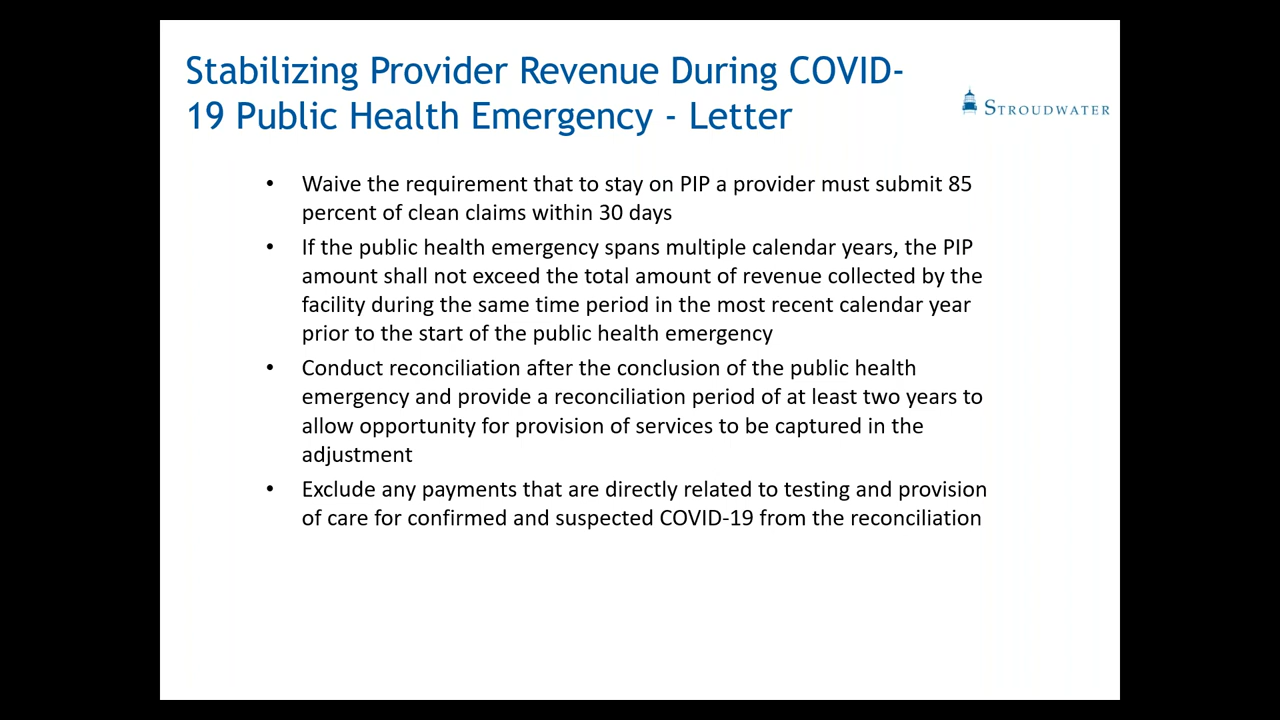 Stabilizing Provider Revenue During COVID-
19 Public Health Emergency - Letter
STROUDWATER
• Waive the requirement that to stay on PIP a provider must submit 85
percent of clean claims within 30 days
• If the public health emergency spans multiple calendar years, the PIP
amount shall not exceed the total amount of revenue collected by the
facility during the same time period in the most recent calendar year
prior to the start of the public health emergency
• Conduct reconciliation after the conclusion of the public health
emergency and provide a reconciliation period of at least two years to
allow opportunity for provision of services to be captured in the
adjustment
• Exclude any payments that are directly related to testing and provision
of care for confirmed and suspected COVID-19 from the reconciliation